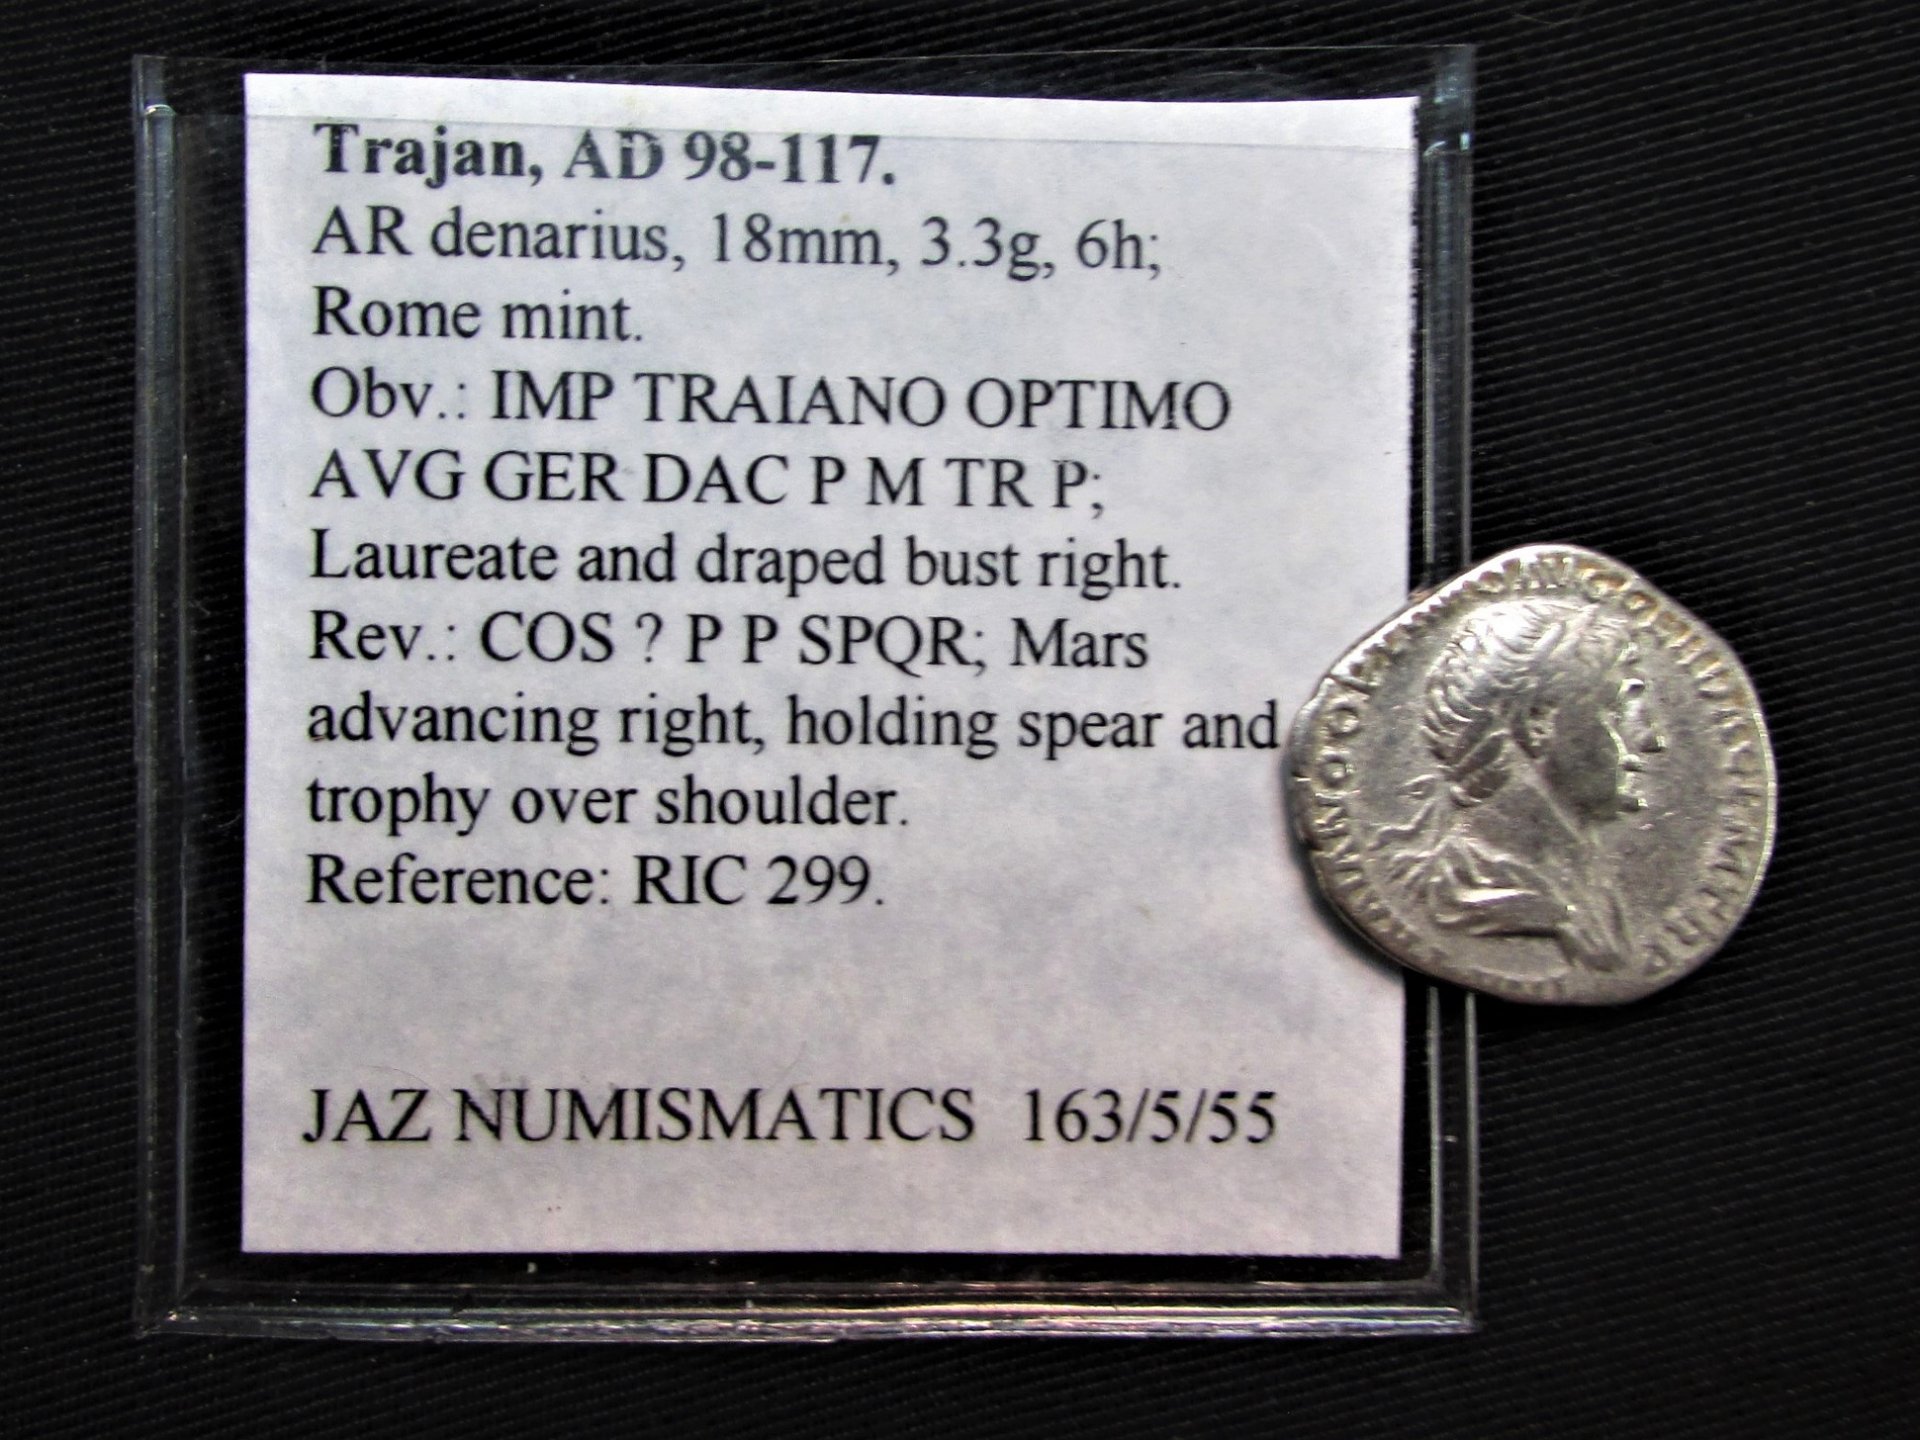 Trajan, AD 98-117.
AR denarius, 18mm, 3.3g, 6h;
Rome mint.
Obv.: IMP TRAIANO OPTIMO
AVG GER DAC P M TR P;
Laureate and draped bust right.
Rev.: COS ? P P SPQR; Mars
advancing right, holding spear and
trophy over shoulder.
Reference: RIC 299.
JAZ NUMISMATICS 163/5/55